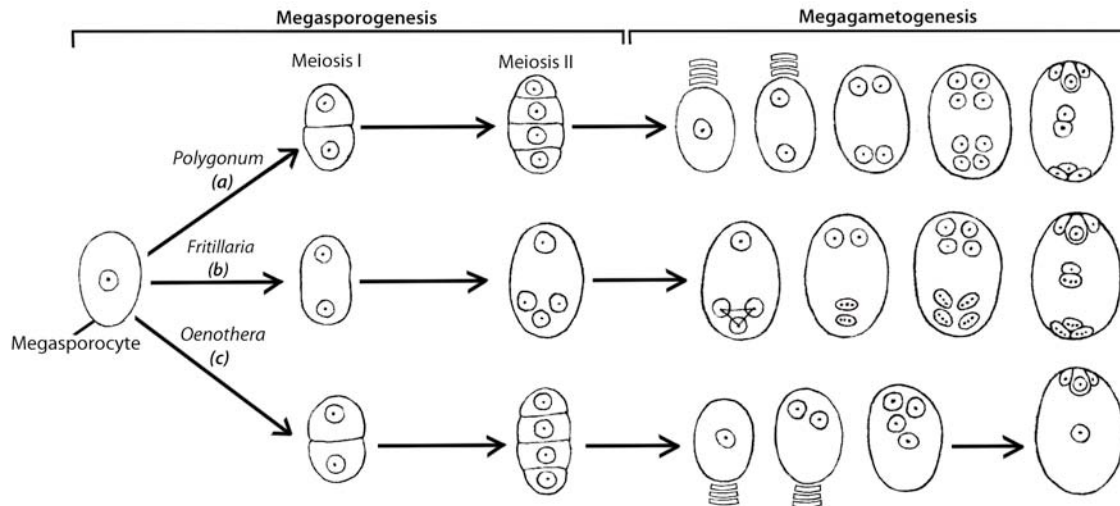 Megasporogenesis
Megagametogenesis
Meiosis I
Meiosis II
Polygonum
(a)
Fritillaria
(b)
Megasporocyte
Oenothera
(c)